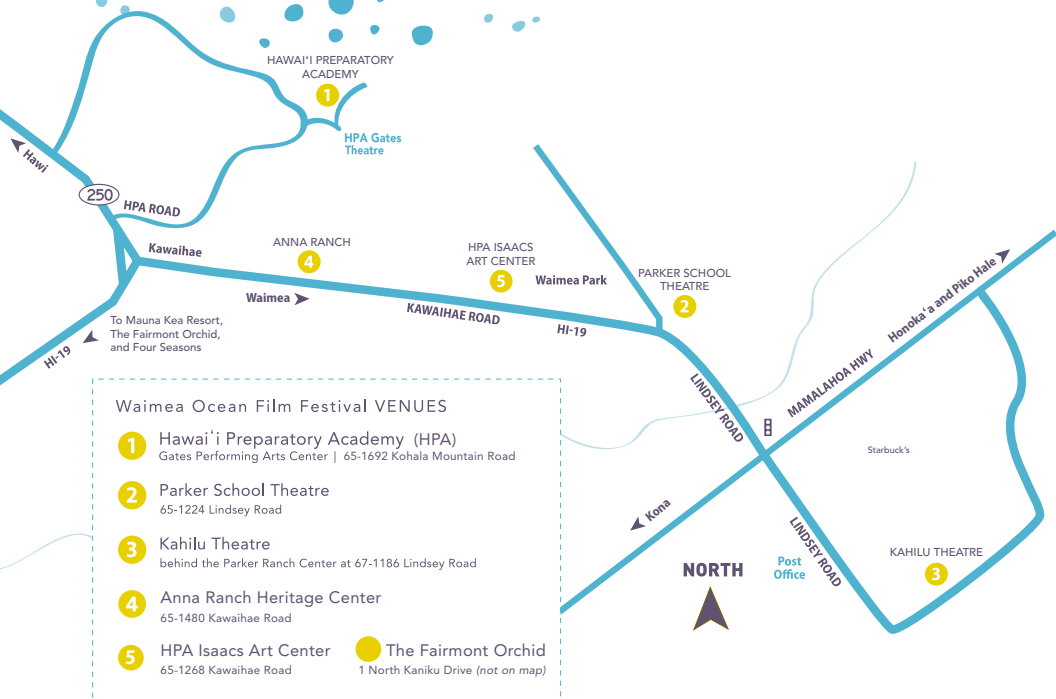 HAWAI'I PREPARATORY
ACADEMY
1
HPA Gates
Theatre
Hawi
250
HPA ROAD
Kawaihae
ANNA RANCH
4
HPA ISAACS
ART CENTER
5
Waimea Park
PARKER SCHOOL
THEATRE
2
Waimea
KAWAIHAE ROAD
HI-19
To Mauna Kea Resort,
The Fairmont Orchid,
and Four Seasons
HI-19
Honoka'a and Piko Hale
MAMALAHOA HWY
LINDSEY ROAD
Starbuck's
Kona
LINDSEY ROAD
Post
Office
KAHILU THEATRE
3
NORTH
Waimea Ocean Film Festival VENUES
1 Hawai'i Preparatory Academy (HPA)
Gates Performing Arts Center | 65-1692 Kohala Mountain Road
2 Parker School Theatre
65-1224 Lindsey Road
3 Kahilu Theatre
behind the Parker Ranch Center at 67-1186 Lindsey Road
4 Anna Ranch Heritage Center
65-1480 Kawaihae Road
5 HPA Isaacs Art Center
65-1268 Kawaihae Road
The Fairmont Orchid
1 North Kaniku Drive (not on map)